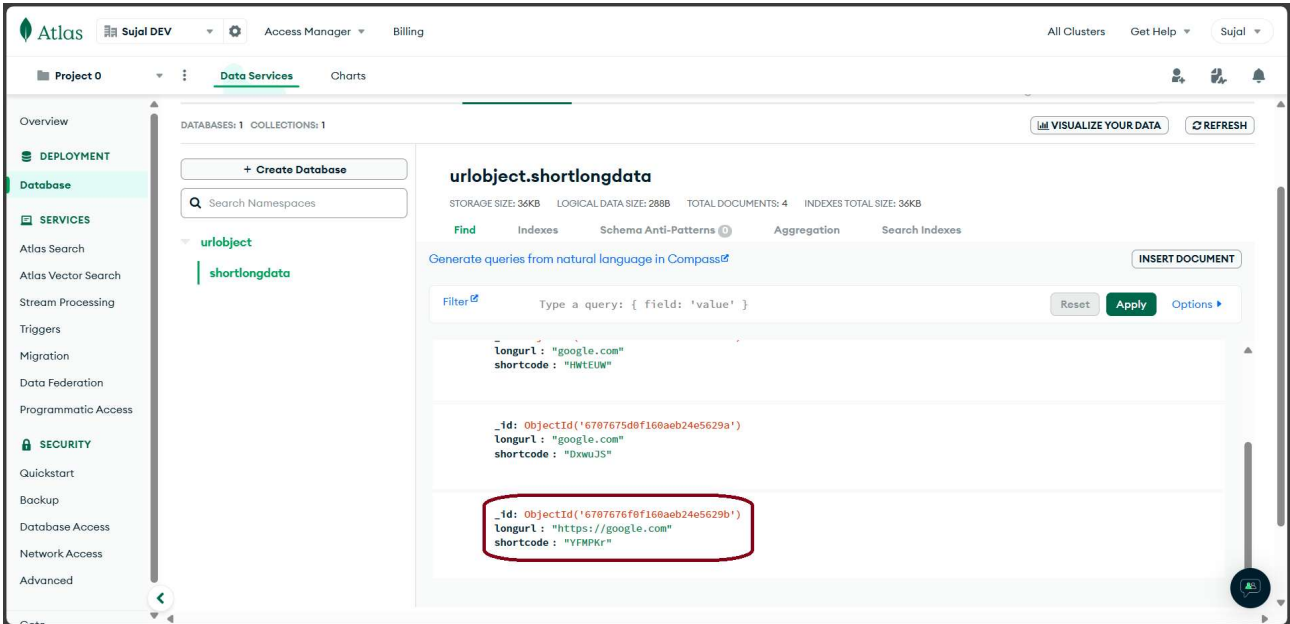 Atlas Sujal DEV Access Manager Billing All Clusters Get Help Sujal
Project 0 Data Services Charts
Overview
DEPLOYMENT
Database
SERVICES
Atlas Search
Atlas Vector Search
Stream Processing
Triggers
Migration
Data Federation
Programmatic Access
SECURITY
Quickstart
Backup
Database Access
Network Access
Advanced
DATABASES: 1 COLLECTIONS: 1
VISUALIZE YOUR DATA REFRESH
+ Create Database
Search Namespaces
urlobject
shortlongdata
urlobject.shortlongdata
STORAGE SIZE: 36KB LOGICAL DATA SIZE: 288B TOTAL DOCUMENTS: 4 INDEXES TOTAL SIZE: 36KB
Find Indexes Schema Anti-Patterns 0 Aggregation Search Indexes
Generate queries from natural language in Compass
INSERT DOCUMENT
Filter Type a query: { field: 'value' } Reset Apply Options
longurl : "google.com"
shortcode : "HWtEUW"
_id: ObjectId('6707675d0f160aeb24e5629a')
longurl : "google.com"
shortcode : "DxwuJS"
_id: ObjectId('6707676f0f160aeb24e5629b')
longurl : "https://google.com"
shortcode : "YFMPKr"